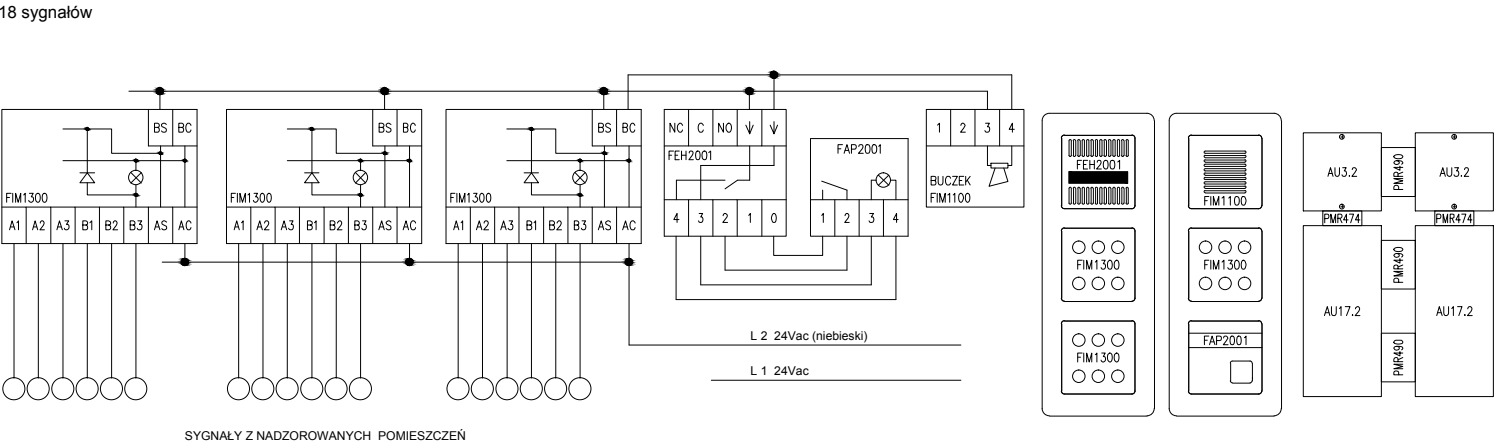 18 sygnałów
BS BC
FIM1300
A1 A2 A3 B1 B2 B3 AS AC
BS BC
FIM1300
A1 A2 A3 B1 B2 B3 AS AC
BS BC
FIM1300
A1 A2 A3 B1 B2 B3 AS AC
NC C NO
FEH2001
4 3 2 1 0
FAP2001
1 2 3 4
1 2 3 4
BUCZEK
FIM1100
L 2 24Vac (niebieski)
L 1 24Vac
SYGNAŁY Z NADZOROWANYCH POMIESZCZEŃ
FEH2001
FIM1300
FIM1300
FIM1100
FIM1300
FAP2001
AU3.2
PMR490
AU3.2
PMR474
PMR474
PMR490
AU17.2
AU17.2
PMR490